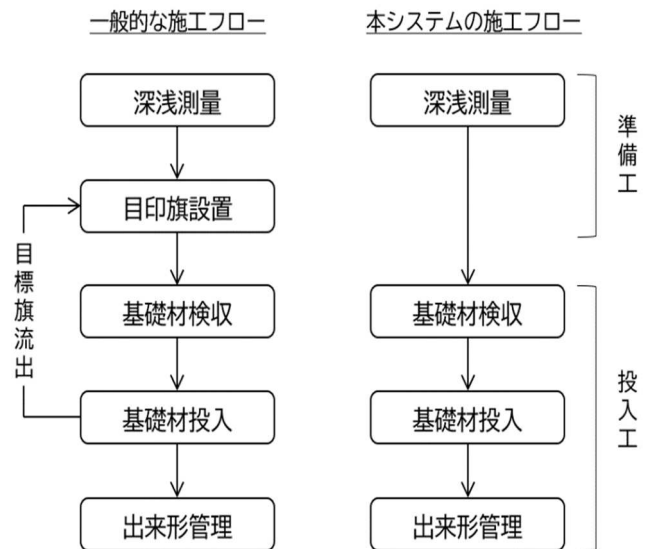 一般的な施工フロー
深浅測量
目印旗設置
基礎材検収
基礎材投入
出来形管理
目標旗流出
本システムの施工フロー
深浅測量
基礎材検収
基礎材投入
出来形管理
準備工
投入工